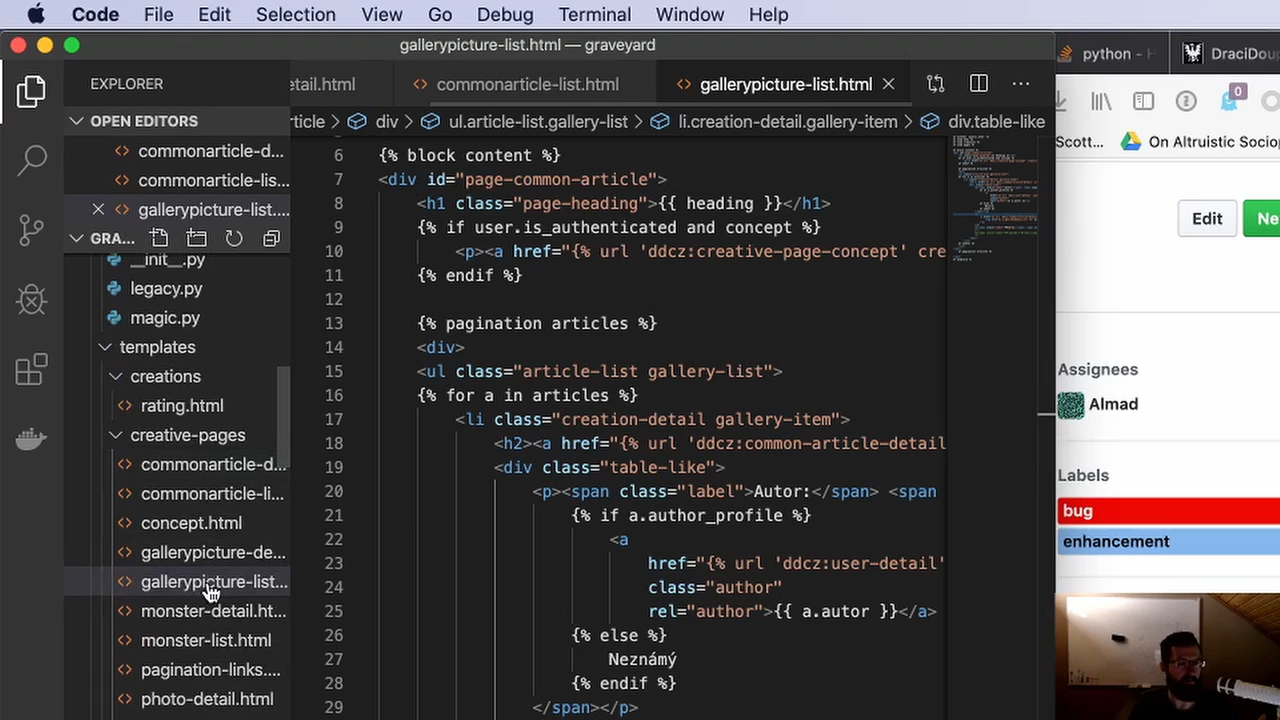 Code File Edit Selection View Go Debug Terminal Window Help
gallerypicture-list.html — graveyard
python - H
DraciDou
EXPLORER
etail.html
commonarticle-list.html
gallerypicture-list.html
0
OPEN EDITORS
commonarticle-d...
commonarticle-lis...
gallerypicture-list....
GRA...
__init__.py
legacy.py
magic.py
templates
creations
rating.html
creative-pages
commonarticle-d...
commonarticle-li...
concept.html
gallerypicture-de...
gallerypicture-list...
monster-detail.ht...
monster-list.html
pagination-links....
photo-detail.html
rticle > div > ul.article-list.gallery-list > li.creation-detail.gallery-item > div.table-like
6 {% block content %}
7 <div id="page-common-article">
8 <h1 class="page-heading">{{ heading }}</h1>
9 {% if user.is_authenticated and concept %}
10 <p><a href="{% url 'ddcz:creative-page-concept' cre
11 {% endif %}
12
13 {% pagination articles %}
14 <div>
15 <ul class="article-list gallery-list">
16 {% for a in articles %}
17 <li class="creation-detail gallery-item">
18 <h2><a href="{% url 'ddcz:common-article-detail
19 <div class="table-like">
20 <p><span class="label">Autor:</span> <span
21 {% if a.author_profile %}
22 <a
23 href="{% url 'ddcz:user-detail'
24 class="author"
25 rel="author">{{ a.autor }}</a>
26 {% else %}
27 Neznámý
28 {% endif %}
29 </span></p>
Scott...
On Altruistic Sociop
Edit
Ne
Assignees
Almad
Labels
bug
enhancement